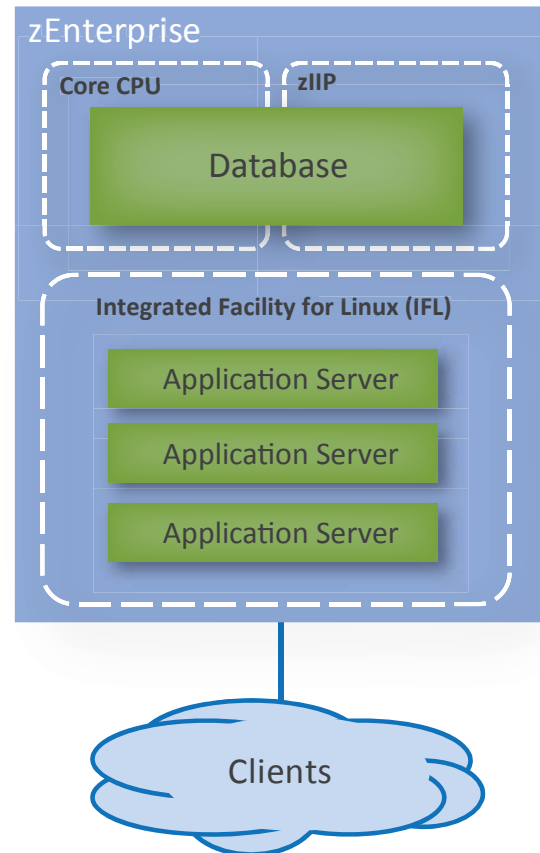 zEnterprise
Core CPU
zIIP
Database
Integrated Facility for Linux (IFL)
Application Server
Application Server
Application Server
Clients